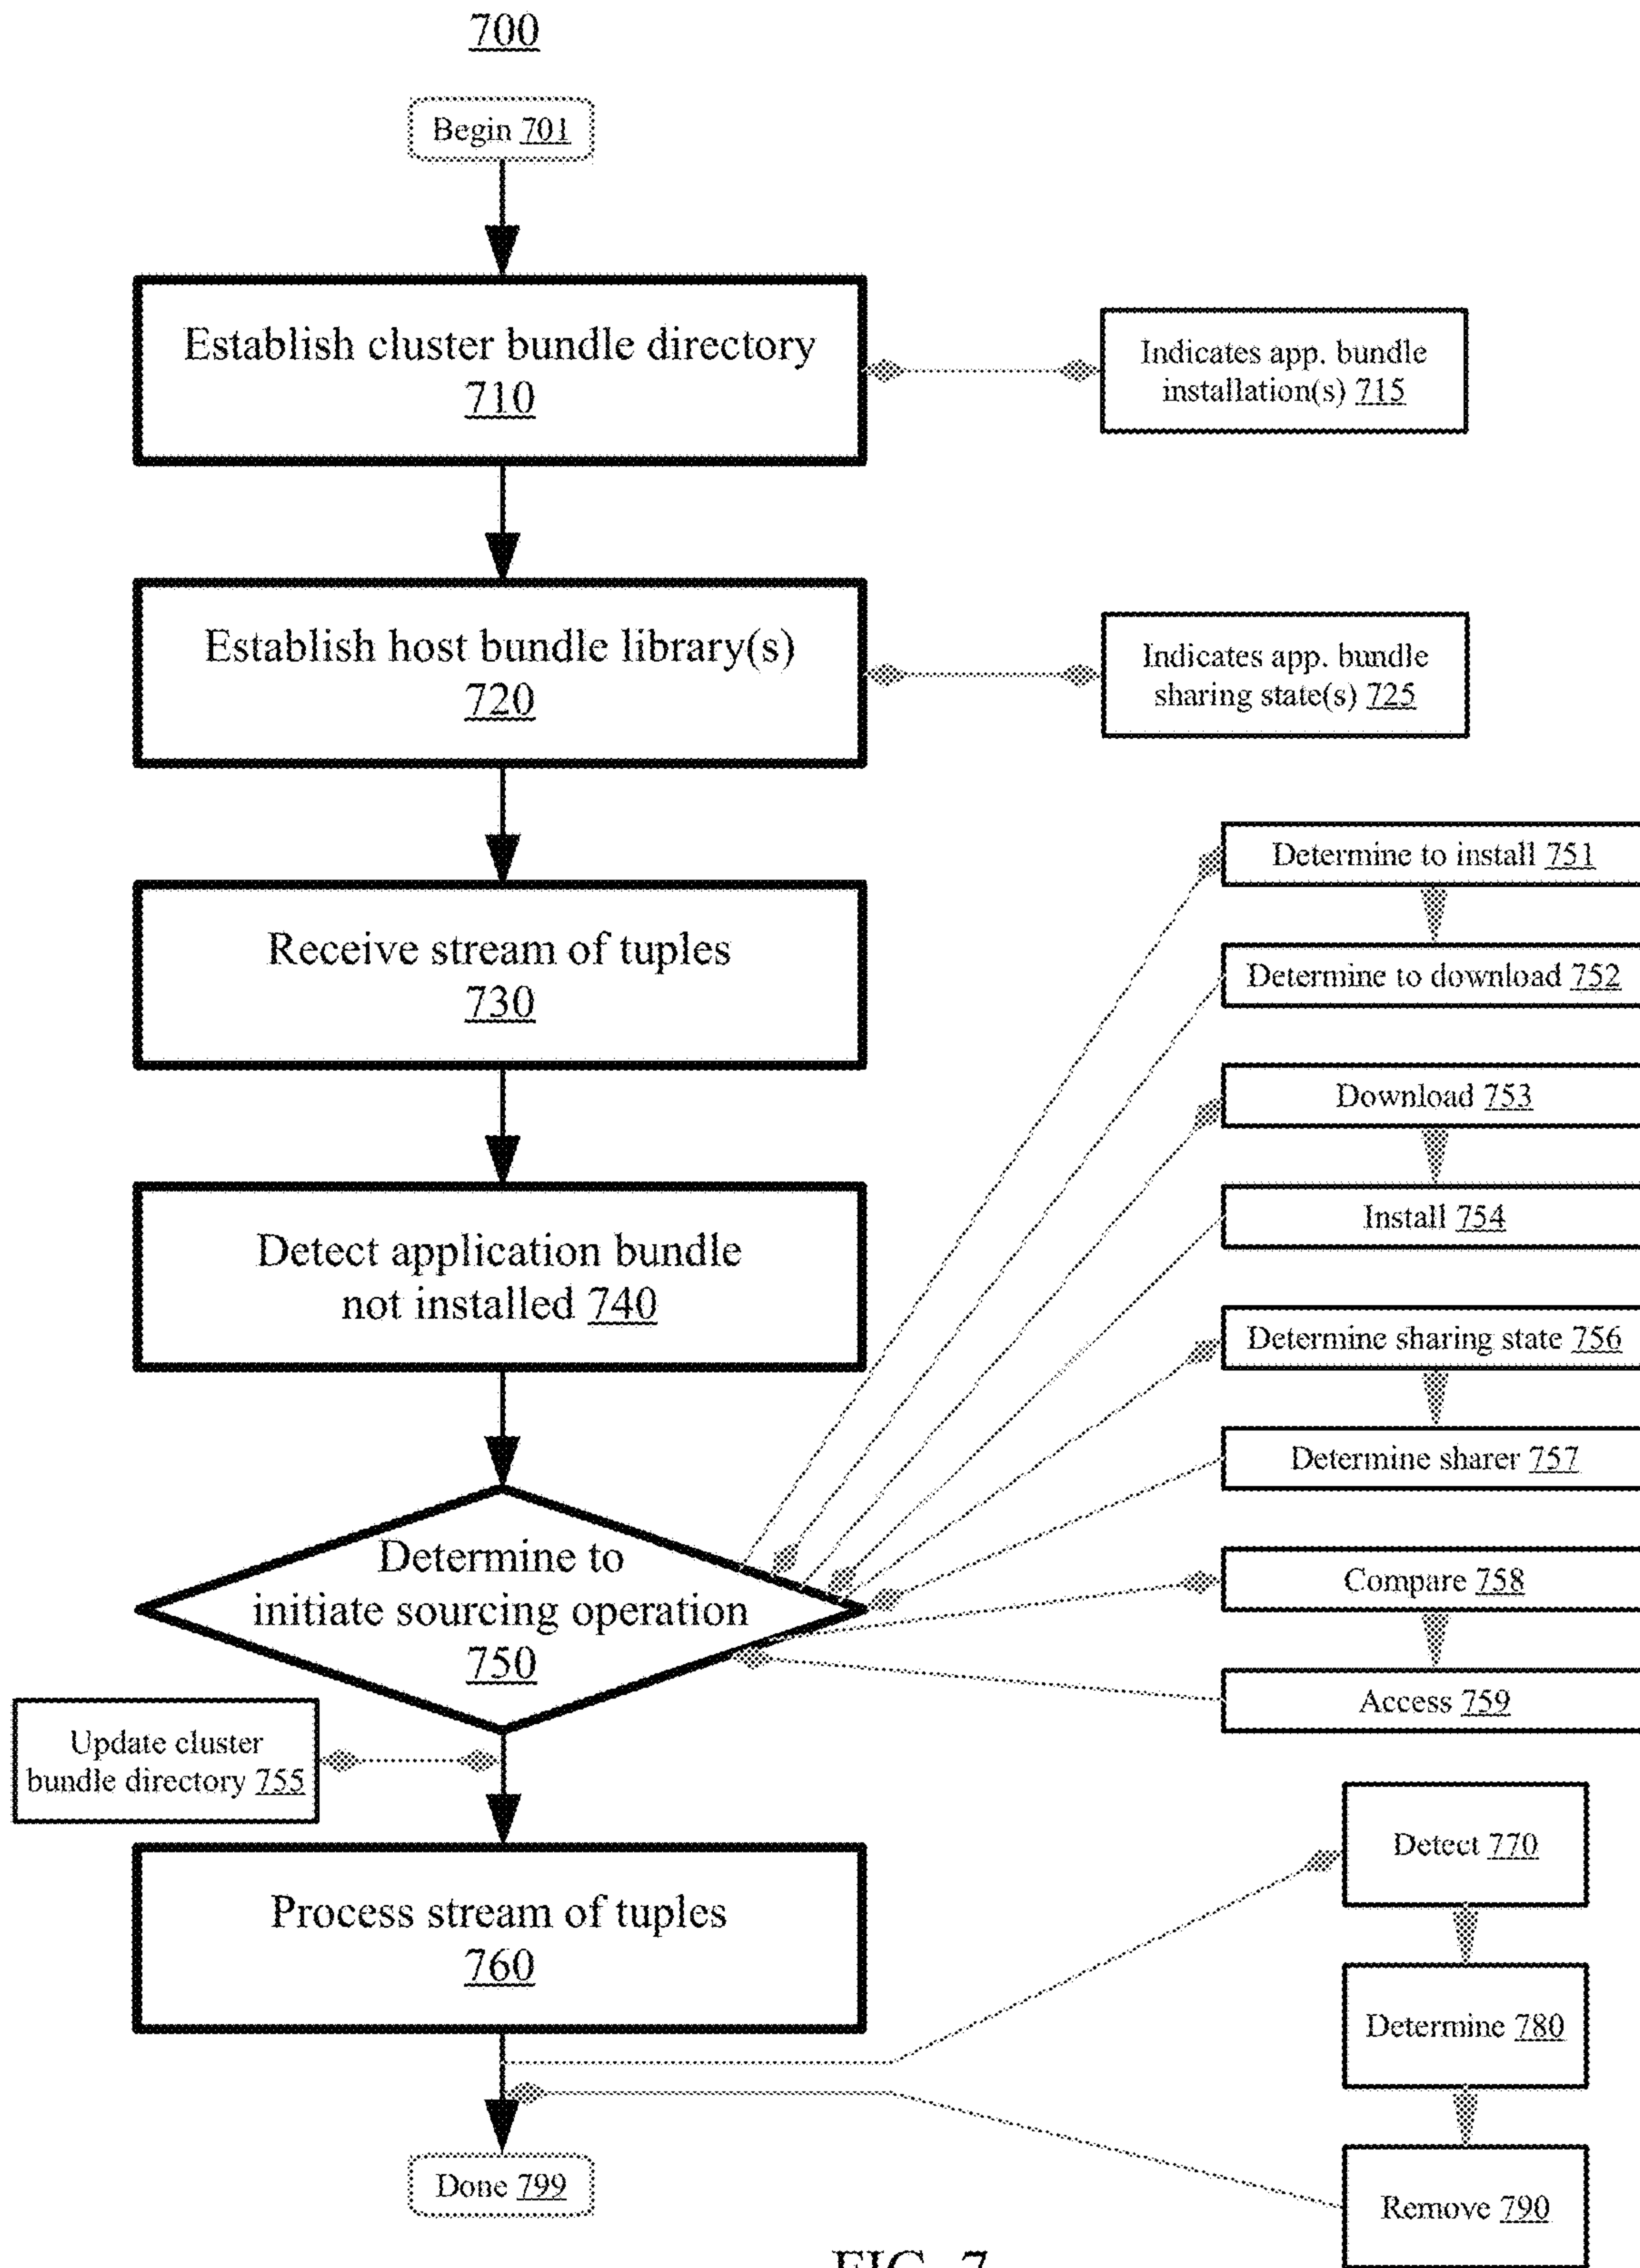 700
Begin 701
Establish cluster bundle directory
710
Indicates app. bundle
installation(s) 715
Establish host bundle library(s)
720
Indicates app. bundle
sharing state(s) 725
Receive stream of tuples
730
Detect application bundle
not installed 740
Determine to install 751
Determine to download 752
Download 753
Install 754
Determine sharing state 756
Determine sharer 757
Compare 758
Access 759
Determine to
initiate sourcing operation
750
Update cluster
bundle directory 755
Process stream of tuples
760
Detect 770
Determine 780
Remove 790
Done 799
FIG. 7